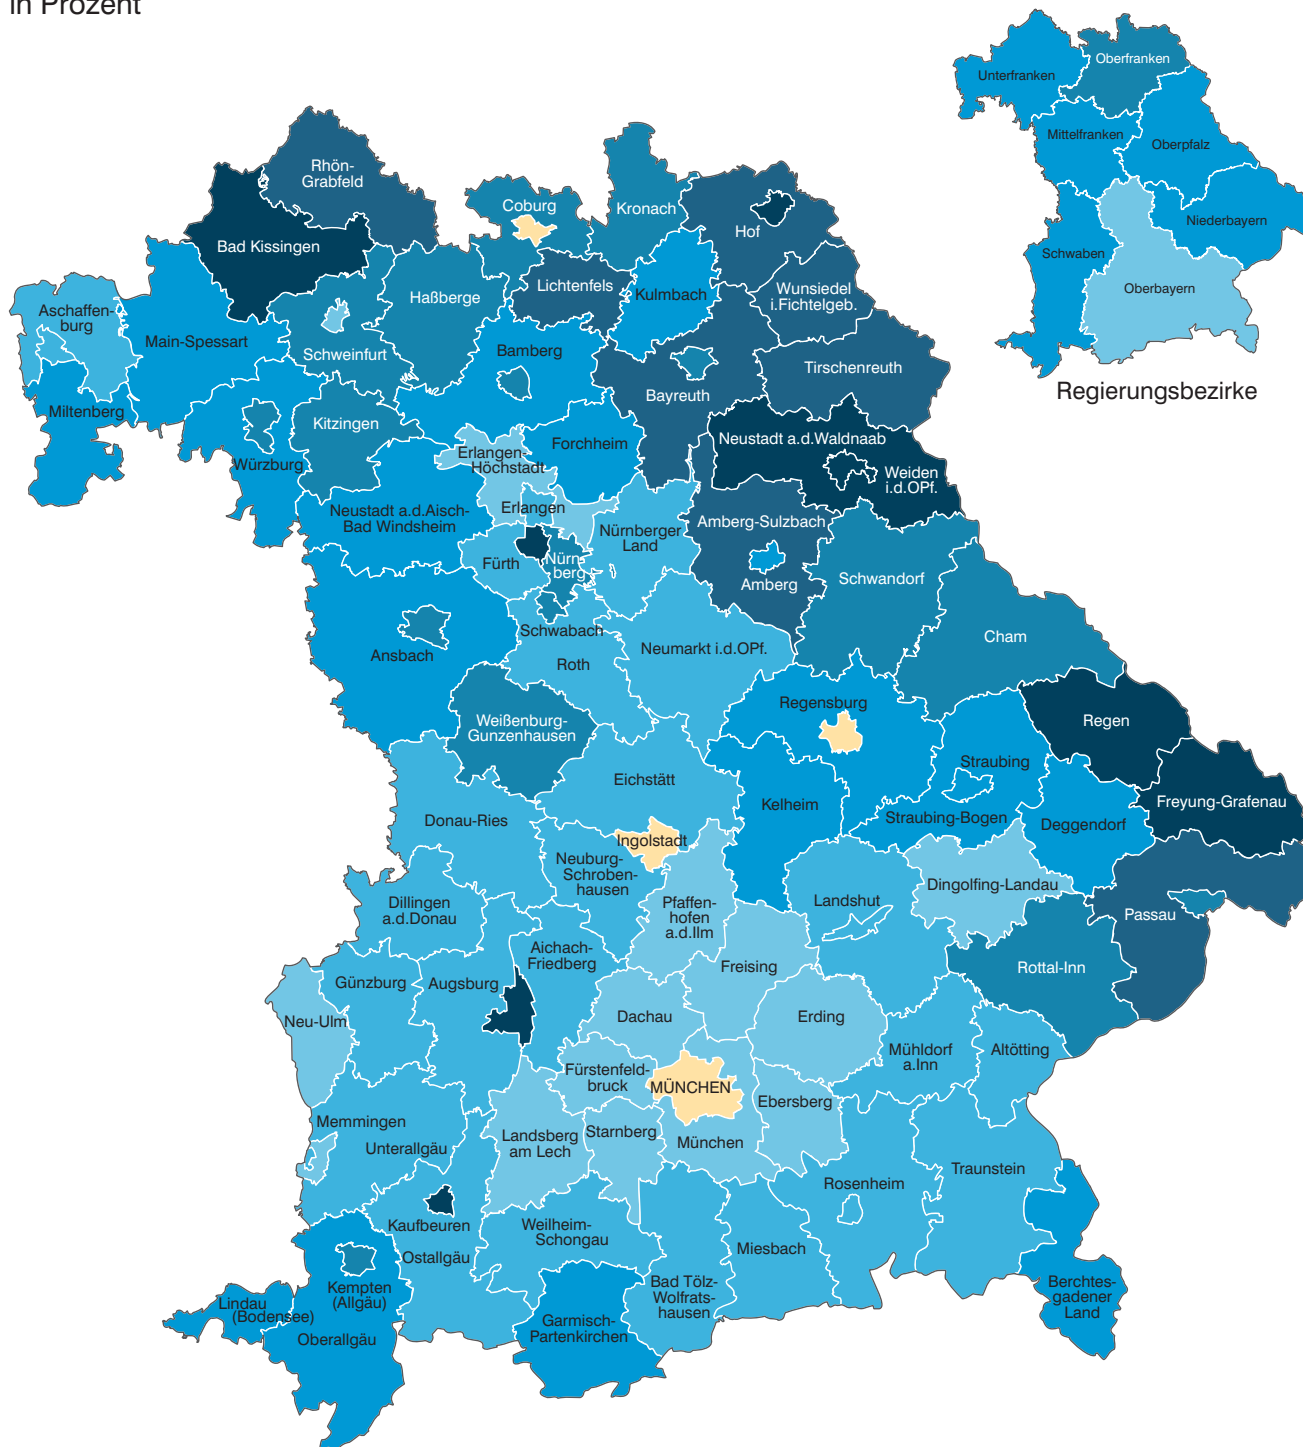 in Prozent
Unterfranken
Oberfranken
Mittelfranken
Oberpfalz
Niederbayern
Schwaben
Oberbayern
Regierungsbezirke
Rhön-
Grabfeld
Bad Kissingen
Coburg
Kronach
Hof
Lichtenfels
Kulmbach
Wunsiedel
i.Fichtelgeb.
Haßberge
Aschaffen-
burg
Main-Spessart
Schweinfurt
Bamberg
Tirschenreuth
Bayreuth
Miltenberg
Kitzingen
Würzburg
Forchheim
Erlangen-
Höchstadt
Neustadt a.d.Waldnaab
Weiden
i.d.OPf.
Neustadt a.d.Aisch-
Bad Windsheim
Erlangen
Nürnberger
Land
Amberg-Sulzbach
Amberg
Fürth
Nürn-
berg
Schwandorf
Cham
Schwabach
Roth
Neumarkt i.d.OPf.
Ansbach
Weißenburg-
Gunzenhausen
Regensburg
Regen
Straubing
Freyung-Grafenau
Eichstätt
Kelheim
Straubing-Bogen
Deggendorf
Donau-Ries
Ingolstadt
Neuburg-
Schroben-
hausen
Dingolfing-Landau
Dillingen
a.d.Donau
Pfaffen-
hofen
a.d.Ilm
Landshut
Passau
Aichach-
Friedberg
Freising
Rottal-Inn
Günzburg
Augsburg
Neu-Ulm
Dachau
Erding
Mühldorf
a.Inn
Altötting
Fürstenfeld-
bruck
MÜNCHEN
Ebersberg
Memmingen
Unterallgäu
Landsberg
am Lech
Starnberg
München
Traunstein
Rosenheim
Kaufbeuren
Ostallgäu
Weilheim-
Schongau
Miesbach
Bad Tölz-
Wolfrats-
hausen
Kempten
(Allgäu)
Lindau
(Bodensee)
Oberallgäu
Garmisch-
Partenkirchen
Berchtes-
gadener
Land